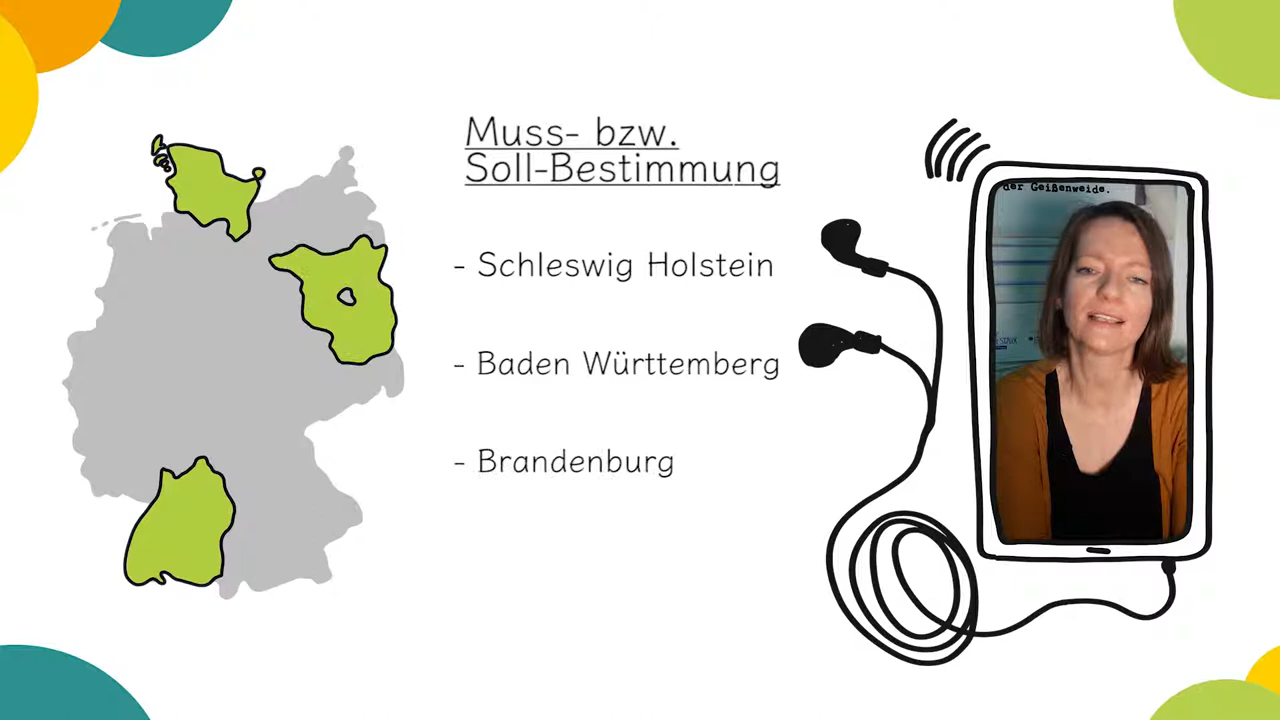 Muss- bzw.
Soll-Bestimmung
- Schleswig Holstein
- Baden Württemberg
- Brandenburg
der Geißenweide.